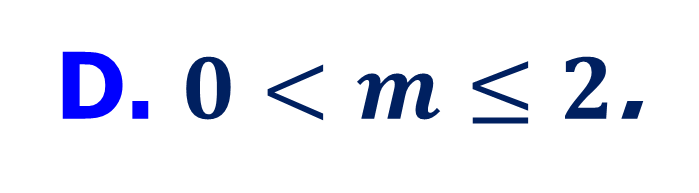 D. 0 < m ≤ 2.